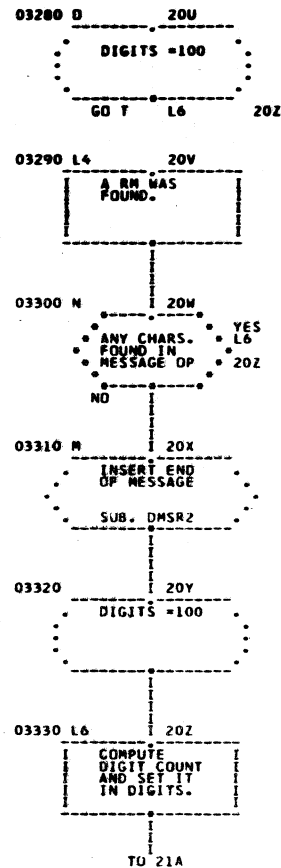 03280 D 20U
DIGITS =100
GO T L6 20Z
03290 L4 20V
A RM WAS
FOUND.
03300 N 20W
YES
ANY CHARS. L6
FOUND IN
MESSAGE OP 20Z
NO
03310 M 20X
INSERT END
OF MESSAGE
SUB. DMSR2
03320 20Y
DIGITS =100
03330 L6 20Z
COMPUTE
DIGIT COUNT
AND SET IT
IN DIGITS.
TO 21A